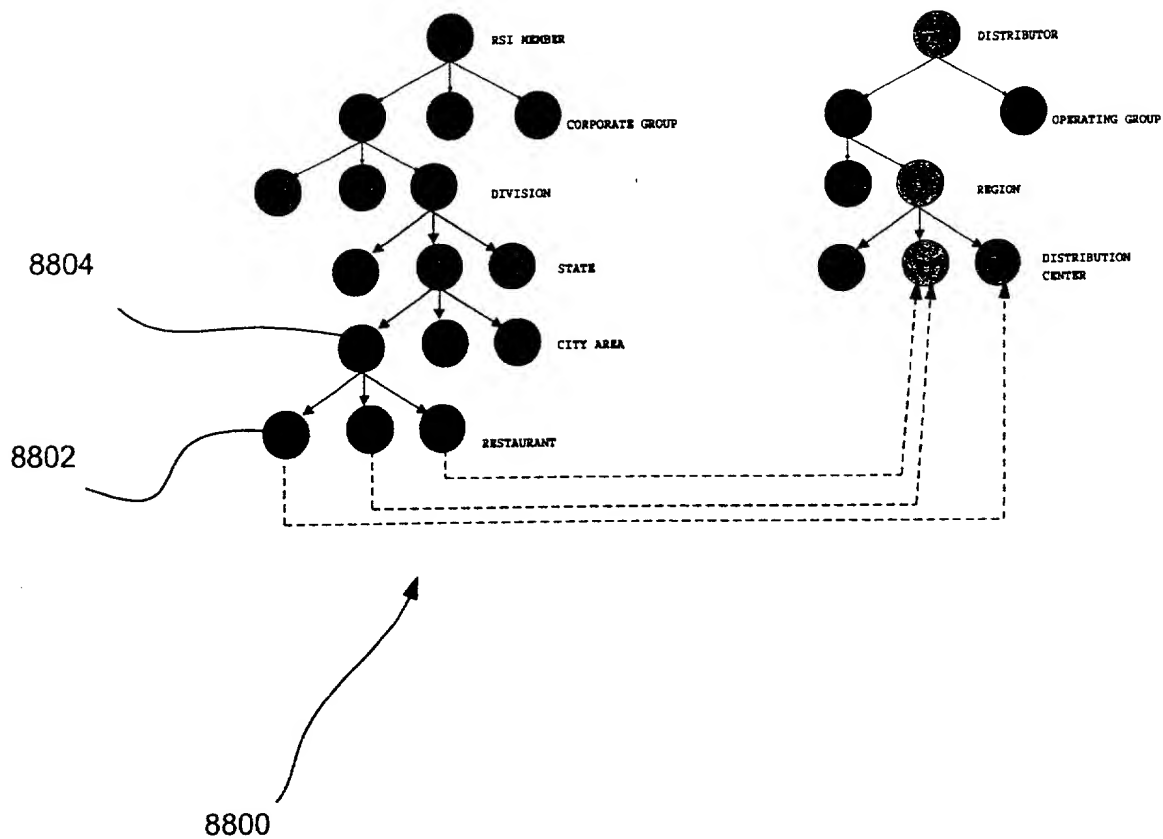 RSI MEMBER
DISTRIBUTOR
CORPORATE GROUP
OPERATING GROUP
DIVISION
REGION
8804
STATE
DISTRIBUTION
CENTER
CITY AREA
8802
RESTAURANT
8800